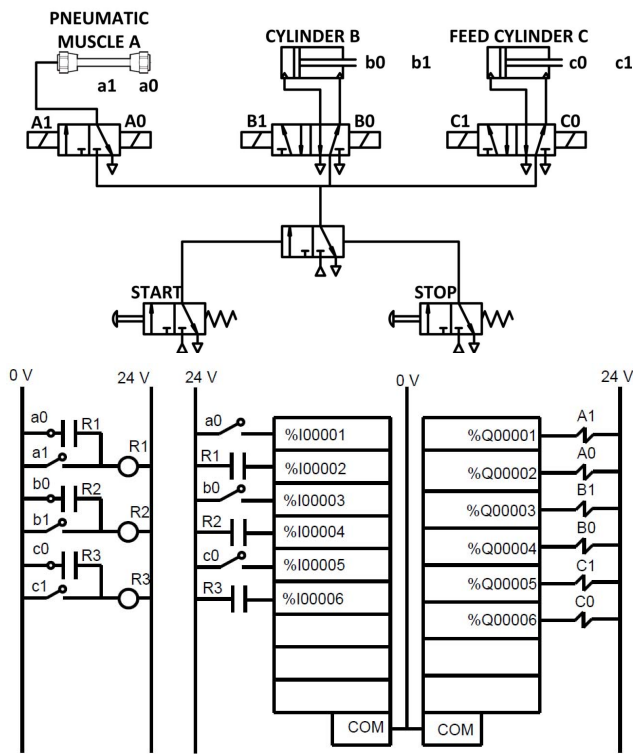 PNEUMATIC
MUSCLE A
CYLINDER B
FEED CYLINDER C
a1 a0
b0 b1
c0 c1
A1 A0
B1 B0
C1 C0
START
STOP
0 V
24 V
24 V
0 V
24 V
a0
R1
a1
R1
b0
R2
b1
R2
c0
R3
c1
R3
a0
%I00001
R1
%I00002
b0
%I00003
R2
%I00004
c0
%I00005
R3
%I00006
COM
%Q00001
A1
%Q00002
A0
%Q00003
B1
%Q00004
B0
%Q00005
C1
%Q00006
C0
COM